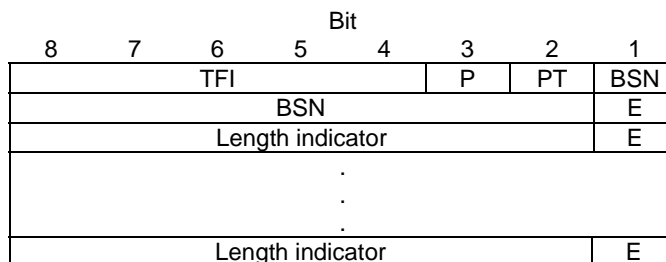 Bit
8 7 6 5 4 3 2 1
TFI P PT BSN
BSN E
Length indicator E
.
.
.
Length indicator E